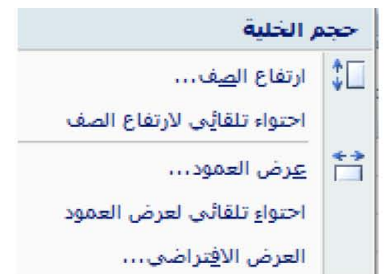 حجم الخلية
ارتفاع الصف...
احتواء تلقائي لارتفاع الصف
عرض العمود...
احتواء تلقائي لعرض العمود
العرض الافتراضي...